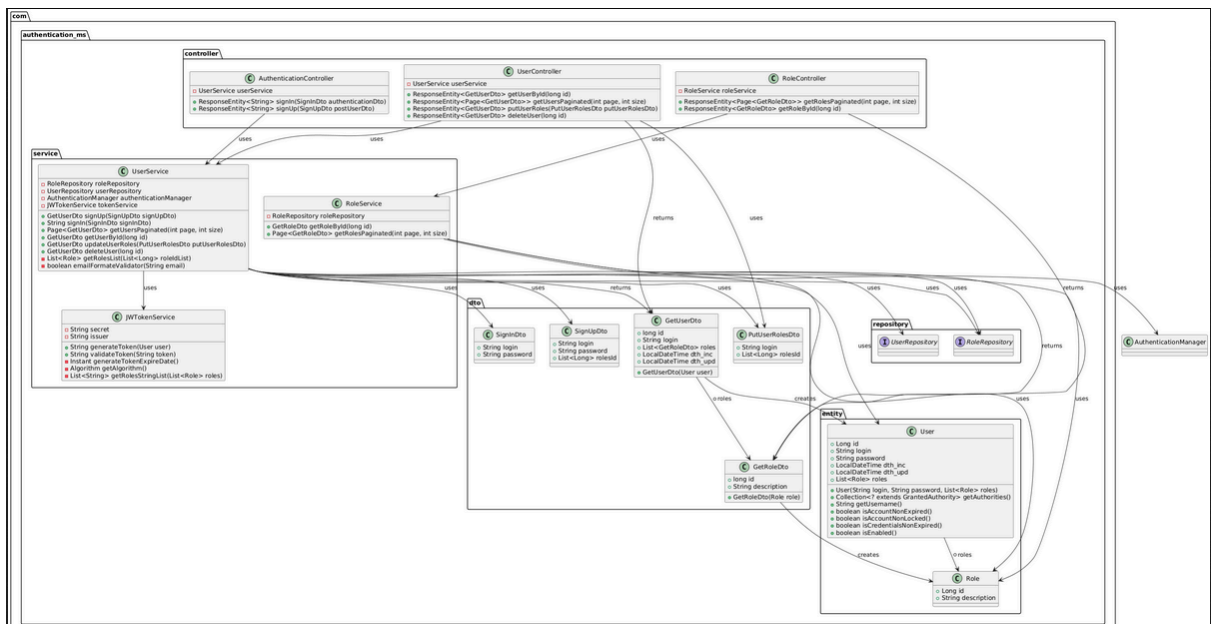 com
authentication_ms
controller
C AuthenticationController
UserService userService
ResponseEntity<String> signIn(SignInDto authenticationDto)
ResponseEntity<String> signUp(SignUpDto postUserDto)
C UserController
UserService userService
ResponseEntity<GetUserDto> getUserById(long id)
ResponseEntity<Page<GetUserDto>> getUsersPaginated(int page, int size)
ResponseEntity<GetUserDto> putUserRoles(PutUserRolesDto putUserRolesDto)
ResponseEntity<GetUserDto> deleteUser(long id)
C RoleController
RoleService roleService
ResponseEntity<Page<GetRoleDto>> getRolesPaginated(int page, int size)
ResponseEntity<GetRoleDto> getRoleById(long id)
uses
uses
uses
service
C UserService
RoleRepository roleRepository
UserRepository userRepository
AuthenticationManager authenticationManager
JWTokenService tokenService
GetUserDto signUp(SignUpDto signUpDto)
String signIn(SignInDto signInDto)
Page<GetUserDto> getUsersPaginated(int page, int size)
GetUserDto getUserById(long id)
GetUserDto updateUserRoles(PutUserRolesDto putUserRolesDto)
GetUserDto deleteUser(long id)
List<Role> getRolesList(List<Long> roleIdList)
boolean emailFormateValidator(String email)
C RoleService
RoleRepository roleRepository
GetRoleDto getRoleById(long id)
Page<GetRoleDto> getRolesPaginated(int page, int size)
returns
uses
uses
uses
uses
returns
uses
uses
uses
uses
returns
uses
C JWTokenService
String secret
String issuer
String generateToken(User user)
String validateToken(String token)
Instant generateTokenExpireDate()
Algorithm getAlgorithm()
List<String> getRolesStringList(List<Role> roles)
dto
C SignInDto
String login
String password
C SignUpDto
String login
String password
List<Long> rolesId
C GetUserDto
long id
String login
List<GetRoleDto> roles
LocalDateTime dth_inc
LocalDateTime dth_upd
GetUserDto(User user)
C PutUserRolesDto
String login
List<Long> rolesId
repository
I UserRepository
I RoleRepository
C AuthenticationManager
uses
returns
roles
creates
uses
uses
C GetRoleDto
long id
String description
GetRoleDto(Role role)
entity
C User
Long id
String login
String password
LocalDateTime dth_inc
LocalDateTime dth_upd
List<Role> roles
User(String login, String password, List<Role> roles)
Collection<? extends GrantedAuthority> getAuthorities()
String getUsername()
boolean isAccountNonExpired()
boolean isAccountNonLocked()
boolean isCredentialsNonExpired()
boolean isEnabled()
creates
roles
C Role
Long id
String description